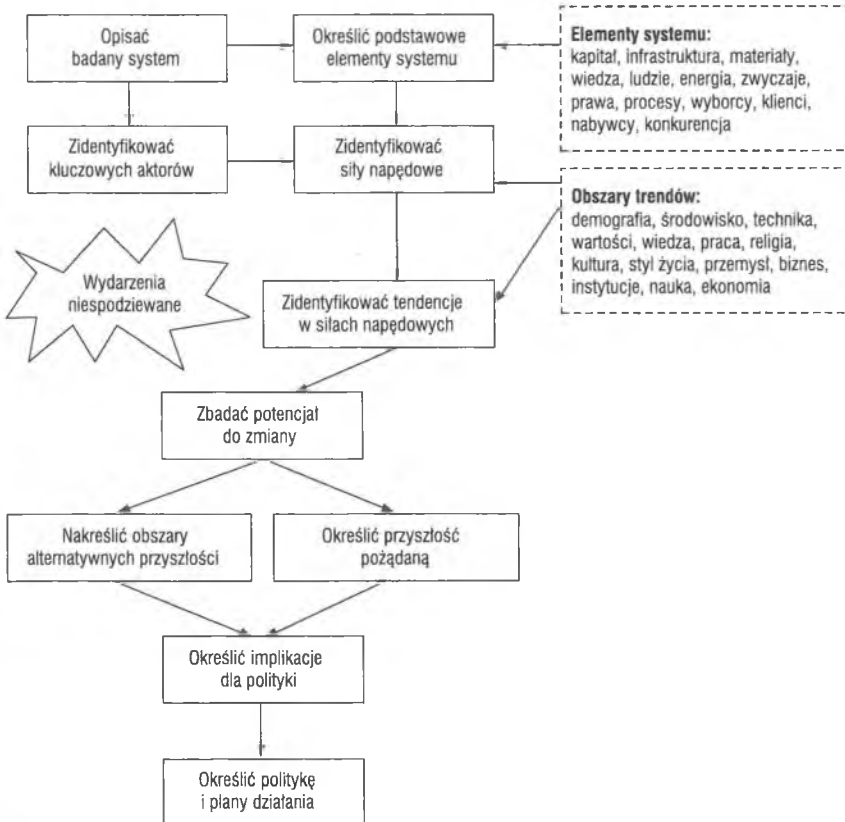 Opisać
badany system
Określić podstawowe
elementy systemu
Elementy systemu:
kapitał, infrastruktura, materiały,
wiedza, ludzie, energia, zwyczaje,
prawa, procesy, wyborcy, klienci,
nabywcy, konkurencja
Zidentyfikować
kluczowych aktorów
Zidentyfikować
siły napędowe
Obszary trendów:
demografia, środowisko, technika,
wartości, wiedza, praca, religia,
kultura, styl życia, przemysł, biznes,
instytucje, nauka, ekonomia
Wydarzenia
niespodziewane
Zidentyfikować tendencje
w siłach napędowych
Zbadać potencjał
do zmiany
Nakreślić obszary
alternatywnych przyszłości
Określić przyszłość
pożądaną
Określić implikacje
dla polityki
Określić politykę
i plany działania